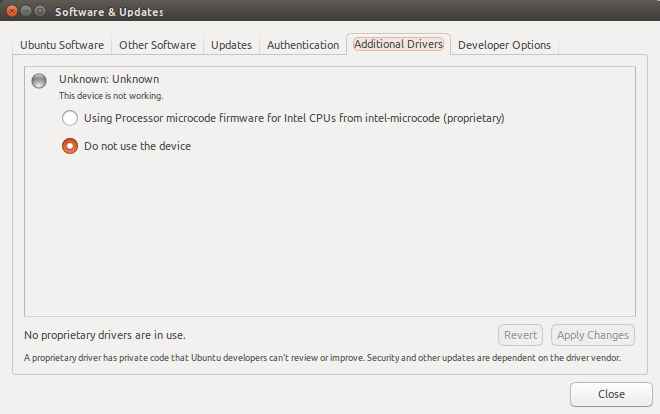 Software & Updates
Ubuntu Software Other Software Updates Authentication Additional Drivers Developer Options
Unknown: Unknown
This device is not working.
Using Processor microcode firmware for Intel CPUs from intel-microcode (proprietary)
Do not use the device
No proprietary drivers are in use. Revert Apply Changes
A proprietary driver has private code that Ubuntu developers can't review or improve. Security and other updates are dependent on the driver vendor.
Close